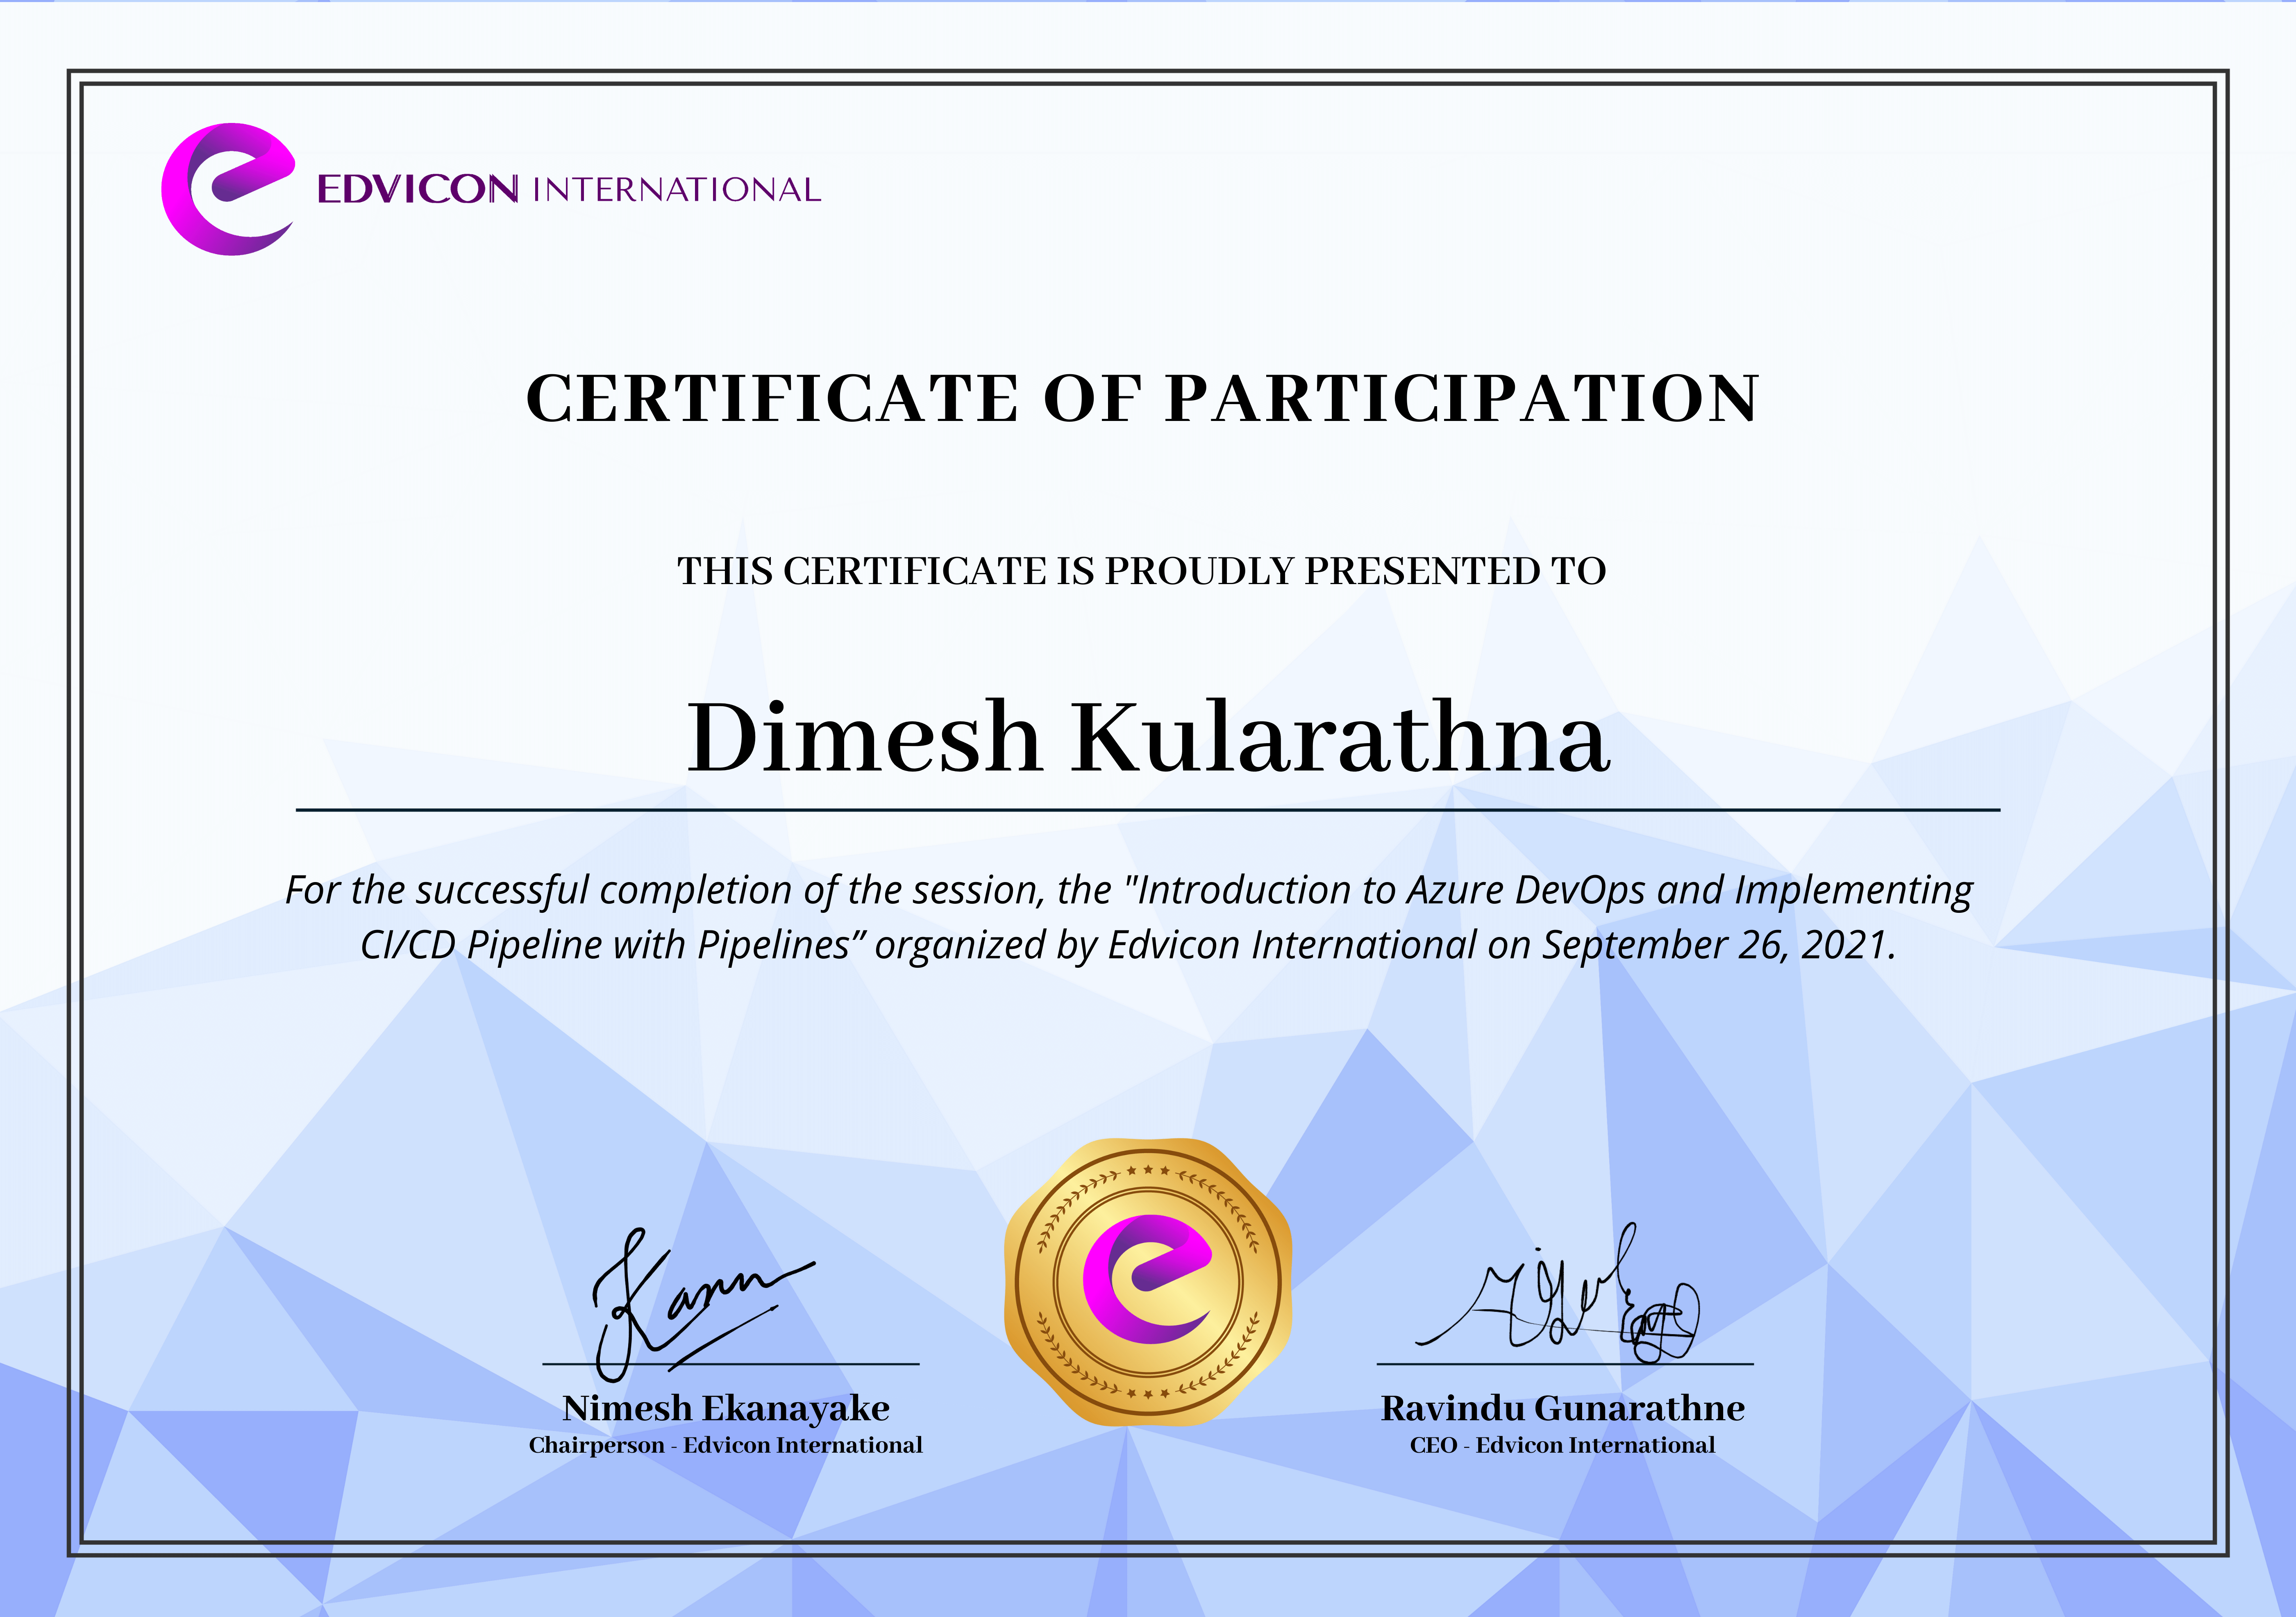 EDVICON INTERNATIONAL
CERTIFICATE OF PARTICIPATION
THIS CERTIFICATE IS PROUDLY PRESENTED TO
Dimesh Kularathna
For the successful completion of the session, the "Introduction to Azure DevOps and Implementing
CI/CD Pipeline with Pipelines” organized by Edvicon International on September 26, 2021.
Nimesh Ekanayake
Chairperson - Edvicon International
Ravindu Gunarathne
CEO - Edvicon International